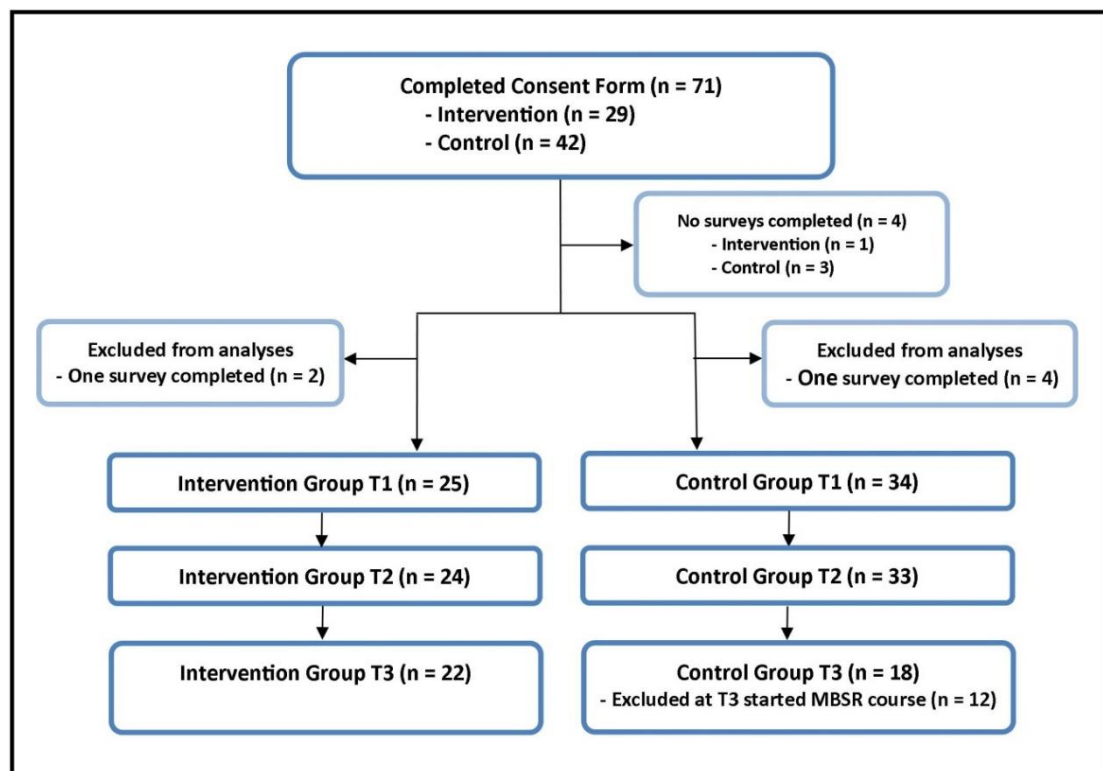 Completed Consent Form (n = 71)
- Intervention (n = 29)
- Control (n = 42)
No surveys completed (n = 4)
- Intervention (n = 1)
- Control (n = 3)
Excluded from analyses
- One survey completed (n = 2)
Excluded from analyses
- One survey completed (n = 4)
Intervention Group T1 (n = 25)
Control Group T1 (n = 34)
Intervention Group T2 (n = 24)
Control Group T2 (n = 33)
Intervention Group T3 (n = 22)
Control Group T3 (n = 18)
- Excluded at T3 started MBSR course (n = 12)